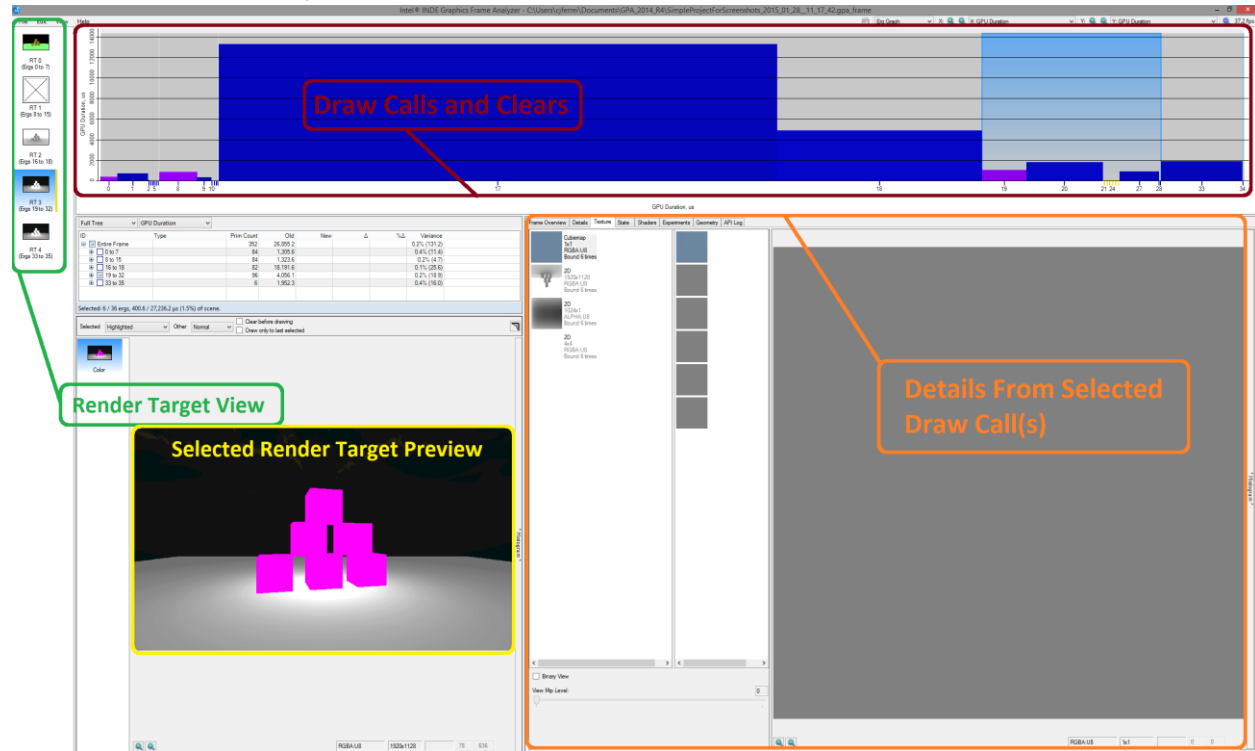 Intel® INDE Graphics Frame Analyzer - C:\Users\cjferrei\Documents\GPA_2014_R4\SimpleProjectForScreenshots_2015_01_28__11_17_42.gpa_frame
File Edit View Help
Erg Graph X: GPU Duration Y: GPU Duration 37.2 fps
RT 0
(Ergs 0 to 7)
RT 1
(Ergs 8 to 15)
RT 2
(Ergs 16 to 18)
RT 3
(Ergs 19 to 32)
RT 4
(Ergs 33 to 35)
GPU Duration, us
14000
12000
10000
8000
6000
4000
2000
0
Draw Calls and Clears
0 1 2 5 8 9 10 17 18 19 20 21 24 27 28 33 34
GPU Duration, us
Full Tree GPU Duration
ID Type Prim Count Old New Δ %Δ Variance
Entire Frame 352 26,855.2 0.2% (131.2)
0 to 7 84 1,305.6 0.4% (11.4)
8 to 15 84 1,323.6 0.2% (4.7)
16 to 18 82 18,191.6 0.1% (25.6)
19 to 32 96 4,056.1 0.2% (18.9)
33 to 35 6 1,952.3 0.4% (16.0)
Selected: 6 / 36 ergs, 400.6 / 27,236.2 µs (1.5%) of scene.
Selected Highlighted Other Normal
Clear before drawing
Draw only to last selected
Color
Render Target View
Selected Render Target Preview
Histogram
RGBA:U8 1920x1128 78 636
Frame Overview Details Texture State Shaders Experiments Geometry API Log
Cubemap
1x1
RGBA:U8
Bound 6 times
2D
1920x1128
RGBA:U8
Bound 6 times
2D
1024x1
ALPHA:U8
Bound 6 times
2D
4x4
RGBA:U8
Bound 6 times
Details From Selected
Draw Call(s)
Binary View
View Mip Level: 0
Histogram
RGBA:U8 1x1 0 0